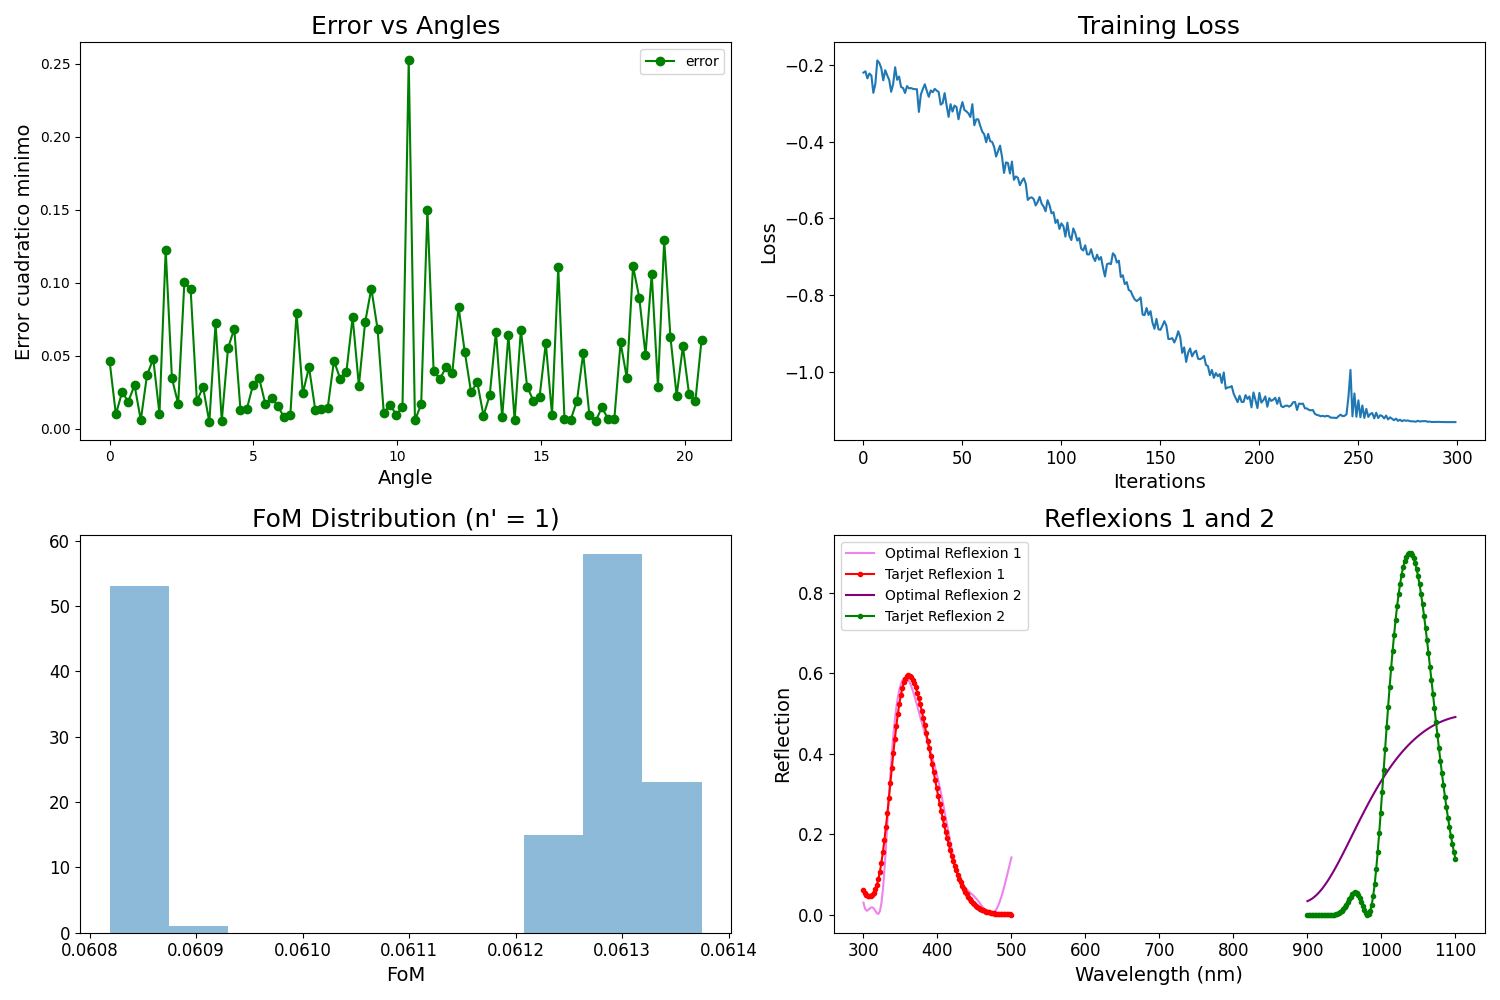 Error vs Angles
error
0.25
0.20
0.15
0.10
0.05
0.00
Error cuadratico minimo
0 5 10 15 20
Angle
Training Loss
−0.2
−0.4
−0.6
−0.8
−1.0
Loss
0 50 100 150 200 250 300
Iterations
FoM Distribution (n' = 1)
60
50
40
30
20
10
0
0.0608 0.0609 0.0610 0.0611 0.0612 0.0613 0.0614
FoM
Reflexions 1 and 2
Optimal Reflexion 1
Tarjet Reflexion 1
Optimal Reflexion 2
Tarjet Reflexion 2
0.8
0.6
0.4
0.2
0.0
Reflection
300 400 500 600 700 800 900 1000 1100
Wavelength (nm)